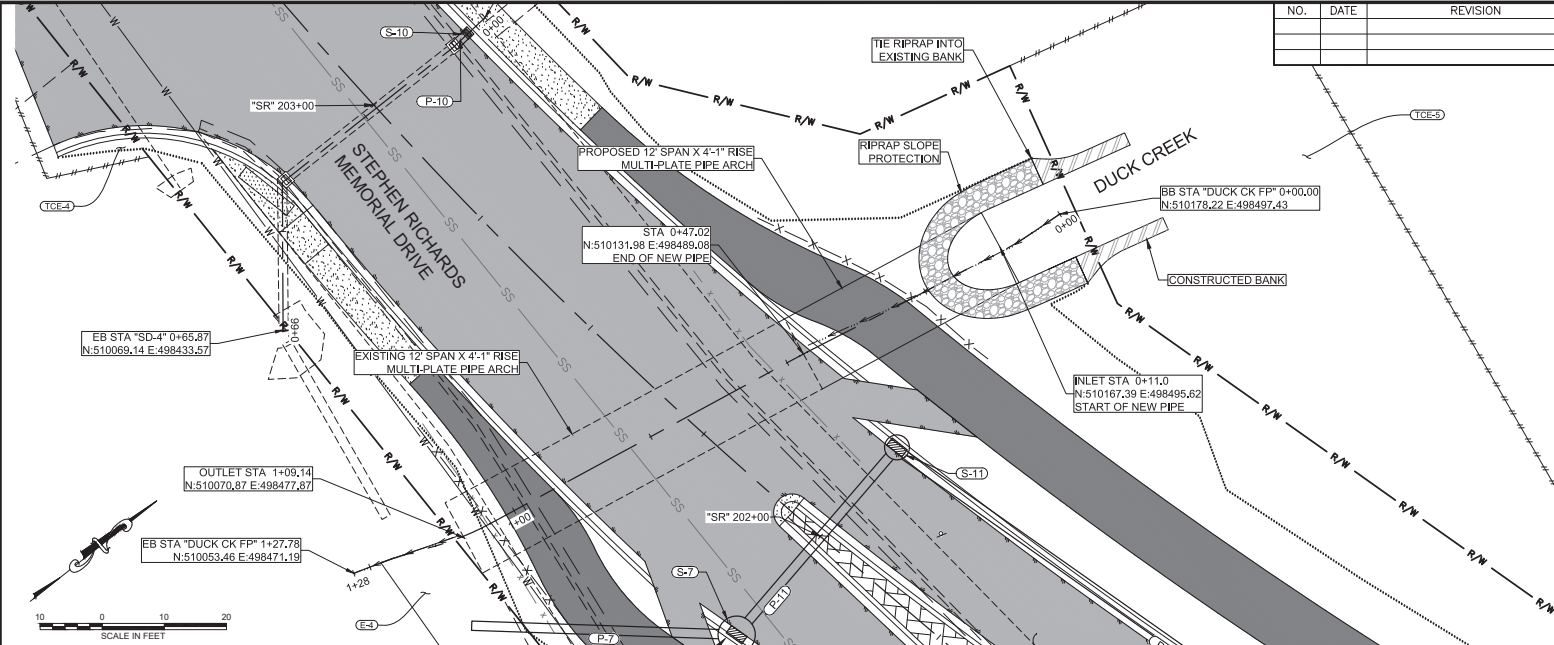 NO. DATE REVISION
S-10
0+00
R/W
R/W
R/W
R/W
R/W
R/W
R/W
R/W
TIE RIPRAP INTO
EXISTING BANK
"SR" 203+00
P-10
TCE-5
STEPHEN RICHARDS
MEMORIAL DRIVE
PROPOSED 12' SPAN X 4'-1" RISE
MULTI-PLATE PIPE ARCH
RIPRAP SLOPE
PROTECTION
DUCK CREEK
TCE-4
BB STA "DUCK CK FP" 0+00.00
N:510178.22 E:498497.43
0+00
STA 0+47.02
N:510131.98 E:498489.08
END OF NEW PIPE
SS
SS
SS
SS
SS
SS
W
W
W
R/W
R/W
R/W
R/W
CONSTRUCTED BANK
EB STA "SD-4" 0+65.87
N:510069.14 E:498433.57
0+66
EXISTING 12' SPAN X 4'-1" RISE
MULTI-PLATE PIPE ARCH
INLET STA 0+11.0
N:510167.39 E:498495.62
START OF NEW PIPE
R/W
R/W
R/W
R/W
OUTLET STA 1+09.14
N:510070.87 E:498477.87
S-11
+00
"SR" 202+00
EB STA "DUCK CK FP" 1+27.78
N:510053.46 E:498471.19
1+28
R/W
R/W
R/W
S-7
P-11
E-4
P-7
10 0 10 20
SCALE IN FEET